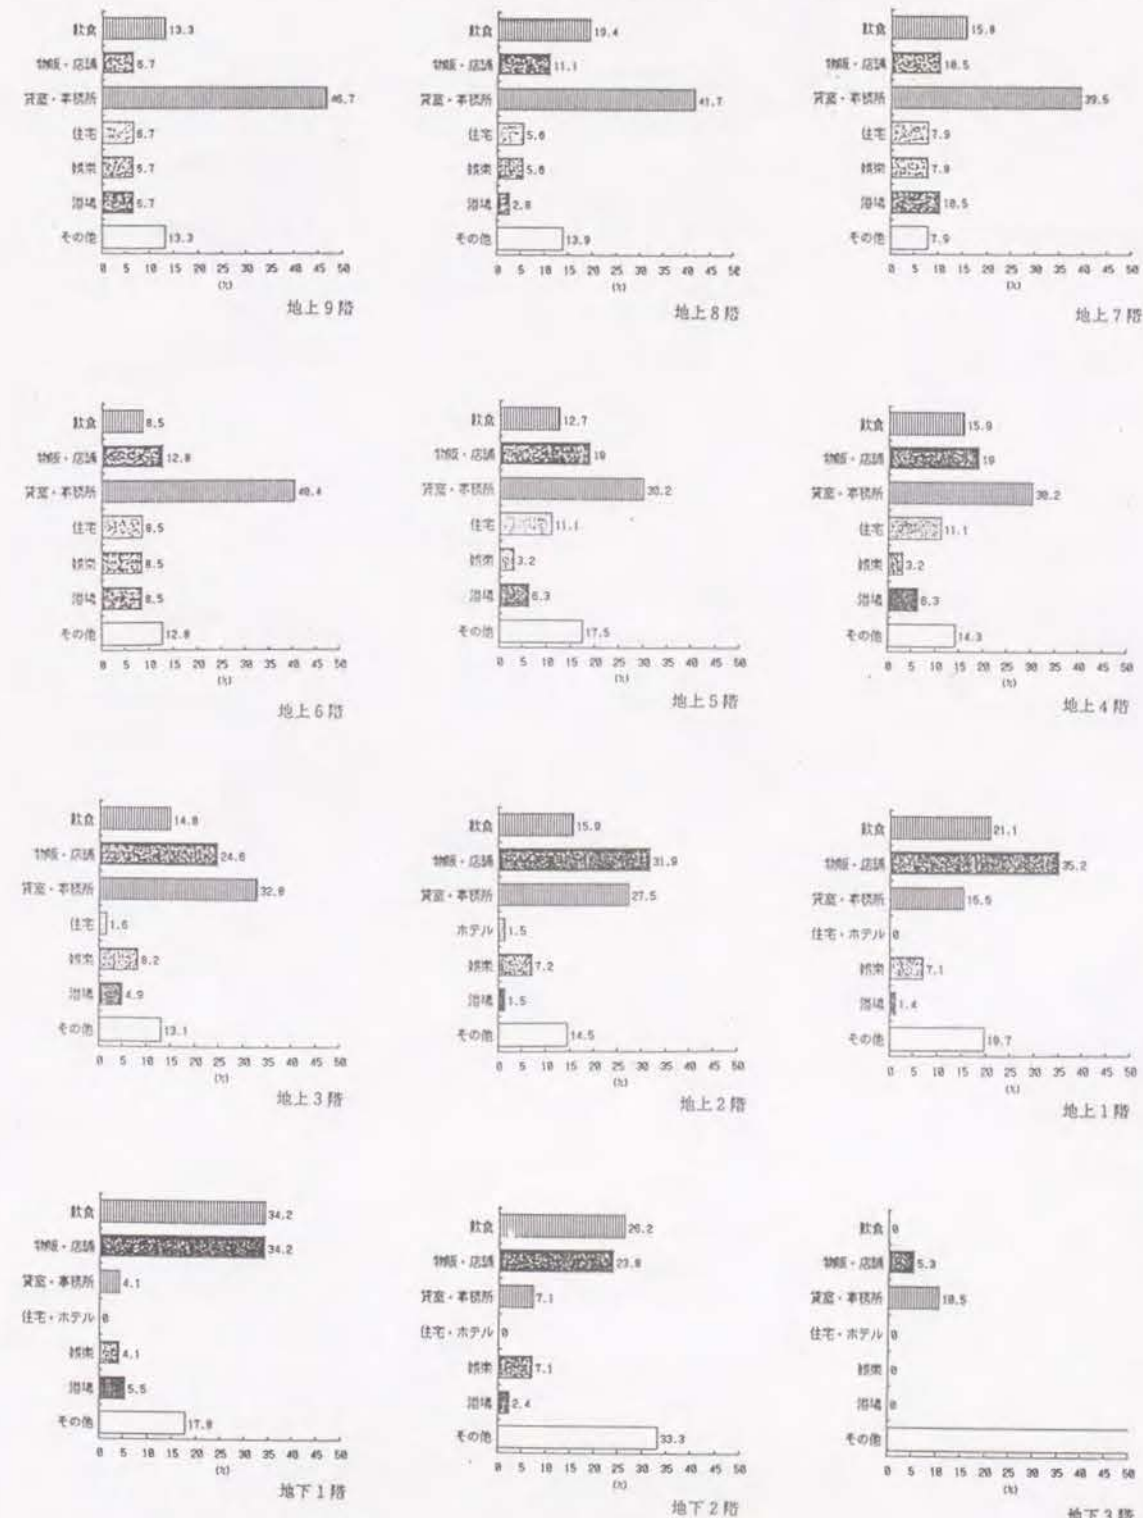 飲食 13.3
物販・店舗 6.7
貸室・事務所 46.7
住宅 6.7
娯楽 6.7
浴場 6.7
その他 13.3
0 5 10 15 20 25 30 35 40 45 50
(%)
地上9階
飲食 19.4
物販・店舗 11.1
貸室・事務所 41.7
住宅 5.6
娯楽 5.6
浴場 2.8
その他 13.9
0 5 10 15 20 25 30 35 40 45 50
(%)
地上8階
飲食 15.8
物販・店舗 10.5
貸室・事務所 39.5
住宅 7.9
娯楽 7.9
浴場 10.5
その他 7.9
0 5 10 15 20 25 30 35 40 45 50
(%)
地上7階
飲食 8.5
物販・店舗 12.8
貸室・事務所 40.4
住宅 8.5
娯楽 8.5
浴場 8.5
その他 12.8
0 5 10 15 20 25 30 35 40 45 50
(%)
地上6階
飲食 12.7
物販・店舗 19
貸室・事務所 30.2
住宅 11.1
娯楽 3.2
浴場 6.3
その他 17.5
0 5 10 15 20 25 30 35 40 45 50
(%)
地上5階
飲食 15.9
物販・店舗 19
貸室・事務所 30.2
住宅 11.1
娯楽 3.2
浴場 6.3
その他 14.3
0 5 10 15 20 25 30 35 40 45 50
(%)
地上4階
飲食 14.8
物販・店舗 24.6
貸室・事務所 32.8
住宅 1.6
娯楽 8.2
浴場 4.9
その他 13.1
0 5 10 15 20 25 30 35 40 45 50
(%)
地上3階
飲食 15.9
物販・店舗 31.9
貸室・事務所 27.5
ホテル 1.5
娯楽 7.2
浴場 1.5
その他 14.5
0 5 10 15 20 25 30 35 40 45 50
(%)
地上2階
飲食 21.1
物販・店舗 35.2
貸室・事務所 15.5
住宅・ホテル 0
娯楽 7.1
浴場 1.4
その他 19.7
0 5 10 15 20 25 30 35 40 45 50
(%)
地上1階
飲食 34.2
物販・店舗 34.2
貸室・事務所 4.1
住宅・ホテル 0
娯楽 4.1
浴場 5.5
その他 17.8
0 5 10 15 20 25 30 35 40 45 50
(%)
地下1階
飲食 26.2
物販・店舗 23.8
貸室・事務所 7.1
住宅・ホテル 0
娯楽 7.1
浴場 2.4
その他 33.3
0 5 10 15 20 25 30 35 40 45 50
(%)
地下2階
飲食 0
物販・店舗 5.3
貸室・事務所 10.5
住宅・ホテル 0
娯楽 0
浴場 0
その他
0 5 10 15 20 25 30 35 40 45 50
(%)
地下3階